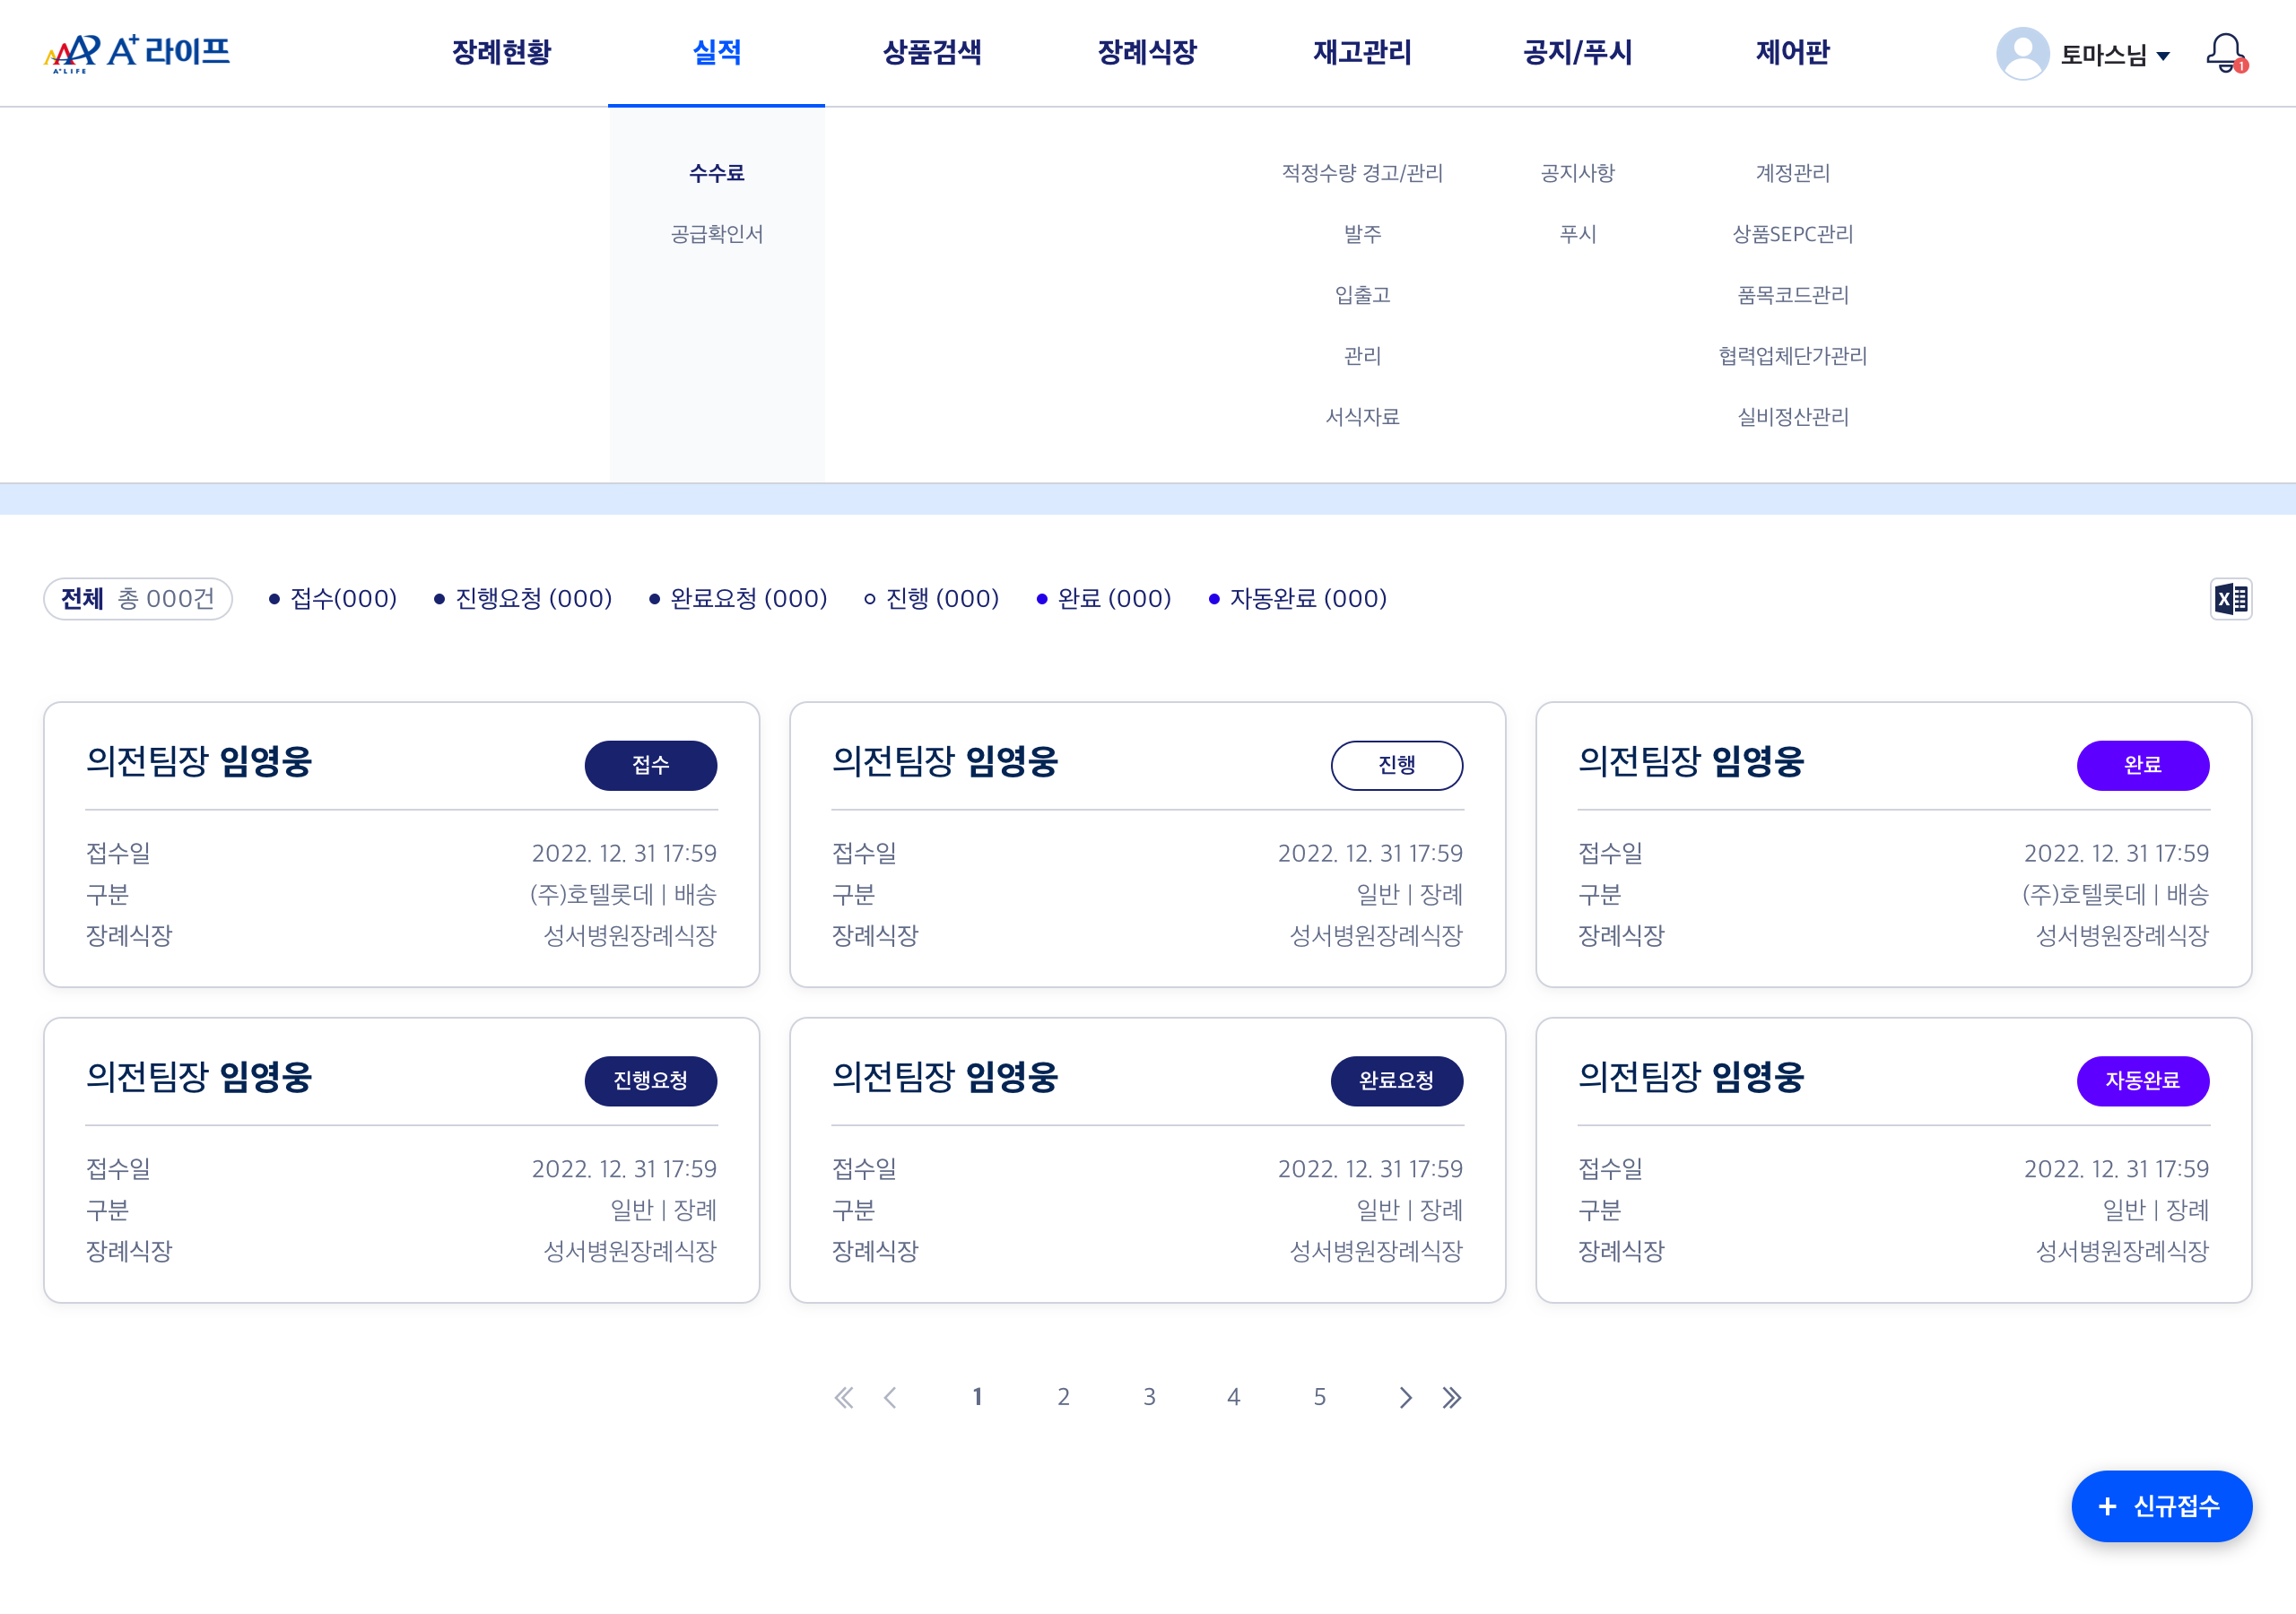 A+LIFE A+ 라이프
장례현황 실적 상품검색 장례식장 재고관리 공지/푸시 제어판 토마스님 1
수수료 적정수량 경고/관리 공지사항 계정관리
공급확인서 발주 푸시 상품SEPC관리
입출고 품목코드관리
관리 협력업체단가관리
서식자료 실비정산관리
전체 총 000건 접수(000) 진행요청 (000) 완료요청 (000) 진행 (000) 완료 (000) 자동완료 (000) X
의전팀장 임영웅 접수
접수일 2022. 12. 31 17:59
구분 (주)호텔롯데 | 배송
장례식장 성서병원장례식장
의전팀장 임영웅 진행
접수일 2022. 12. 31 17:59
구분 일반 | 장례
장례식장 성서병원장례식장
의전팀장 임영웅 완료
접수일 2022. 12. 31 17:59
구분 (주)호텔롯데 | 배송
장례식장 성서병원장례식장
의전팀장 임영웅 진행요청
접수일 2022. 12. 31 17:59
구분 일반 | 장례
장례식장 성서병원장례식장
의전팀장 임영웅 완료요청
접수일 2022. 12. 31 17:59
구분 일반 | 장례
장례식장 성서병원장례식장
의전팀장 임영웅 자동완료
접수일 2022. 12. 31 17:59
구분 일반 | 장례
장례식장 성서병원장례식장
1 2 3 4 5
+ 신규접수